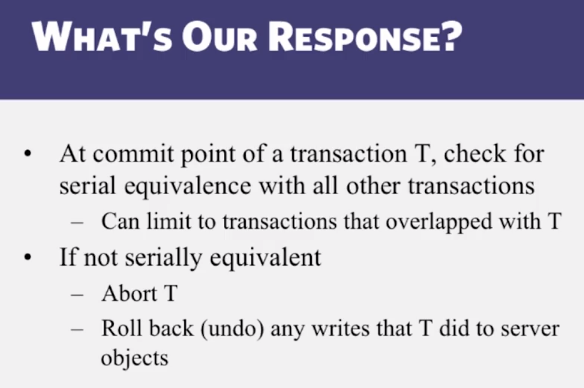 WHAT'S OUR RESPONSE?
• At commit point of a transaction T, check for
serial equivalence with all other transactions
– Can limit to transactions that overlapped with T
• If not serially equivalent
– Abort T
– Roll back (undo) any writes that T did to server
objects